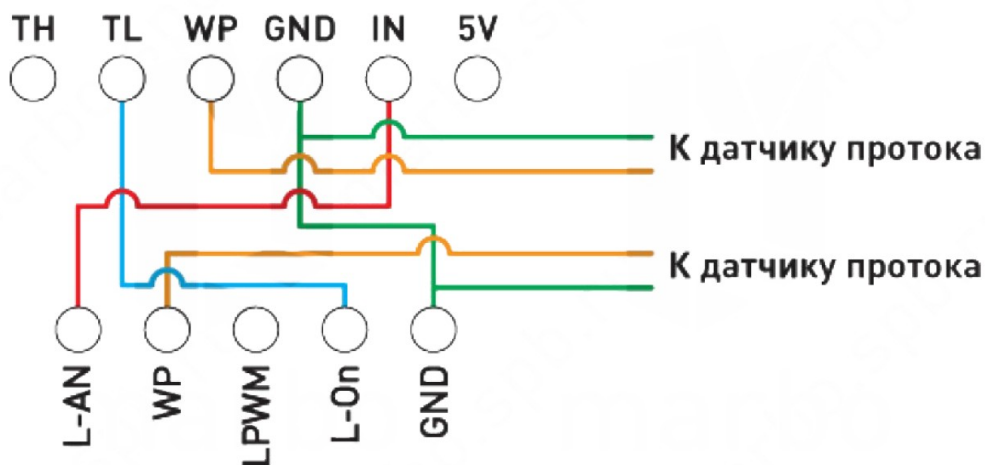 TH TL WP GND IN 5V
К датчику протока
К датчику протока
L-AN
WP
LPWM
L-On
GND